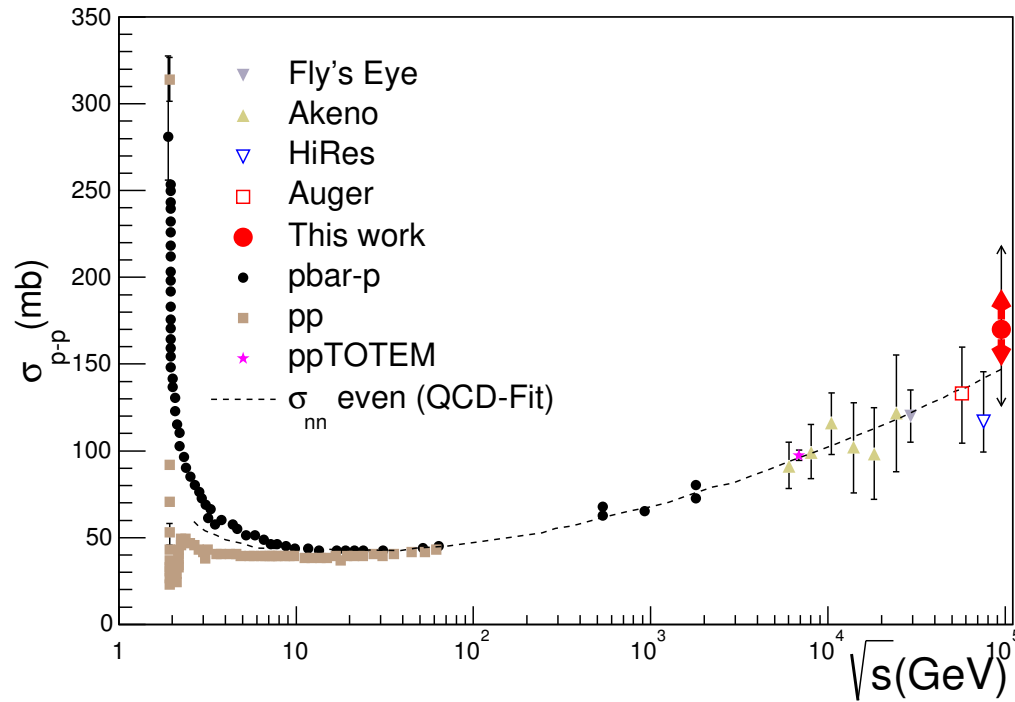 350
300
250
200
150
100
50
0
σp-p (mb)
Fly's Eye
Akeno
HiRes
Auger
This work
pbar-p
pp
ppTOTEM
σnn even (QCD-Fit)
1 10 10² 10³ 10⁴ 10⁵
√s(GeV)